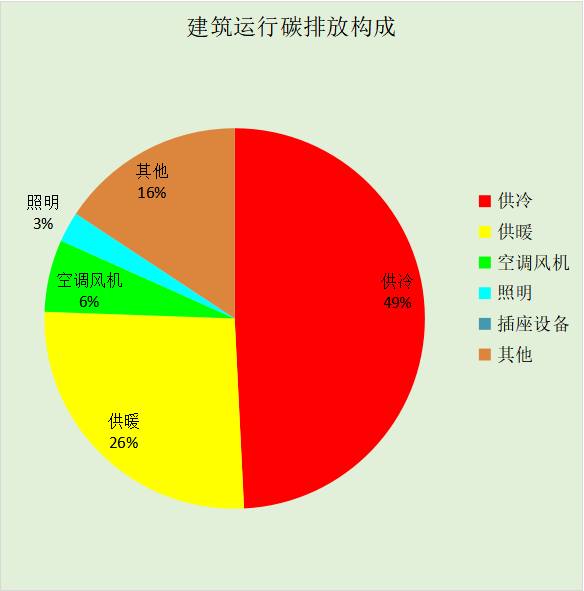 建筑运行碳排放构成
其他
16%
照明
3%
空调风机
6%
供冷
49%
供暖
26%
供冷
供暖
空调风机
照明
插座设备
其他